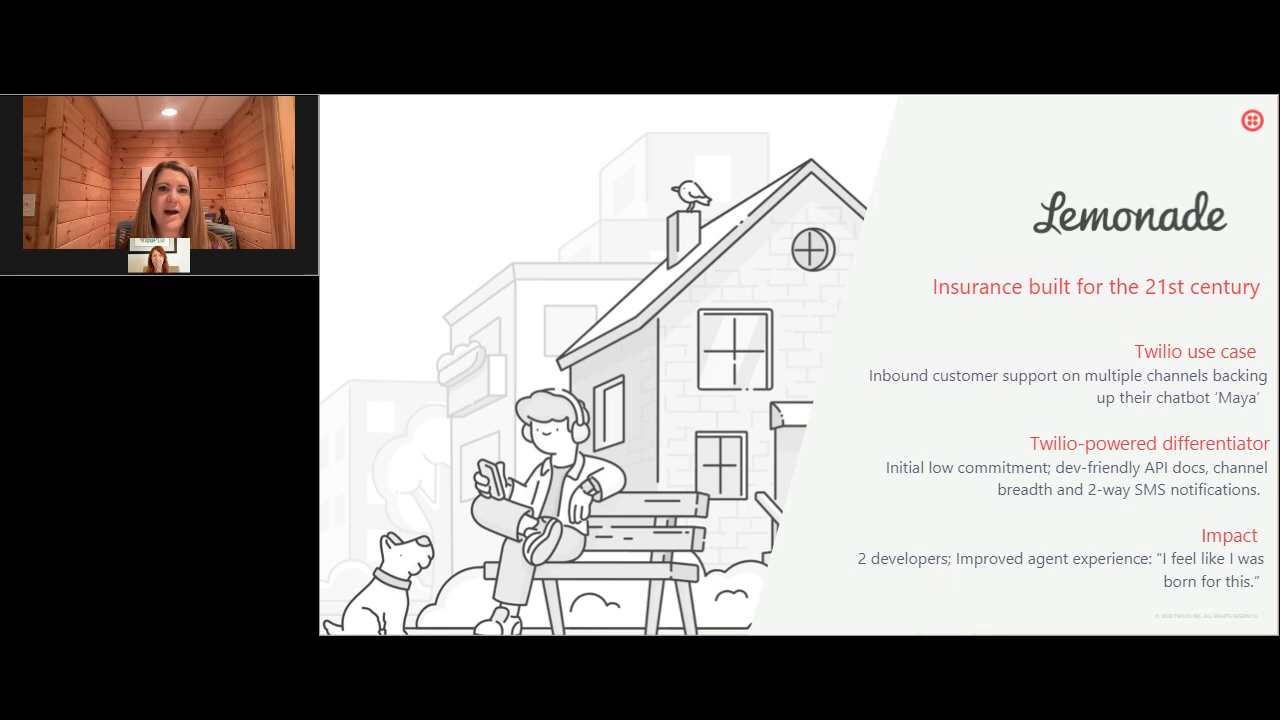 Lemonade
Insurance built for the 21st century
Twilio use case
Inbound customer support on multiple channels backing
up their chatbot ‘Maya’
Twilio-powered differentiator
Initial low commitment; dev-friendly API docs, channel
breadth and 2-way SMS notifications.
Impact
2 developers; Improved agent experience: “I feel like I was
born for this.”